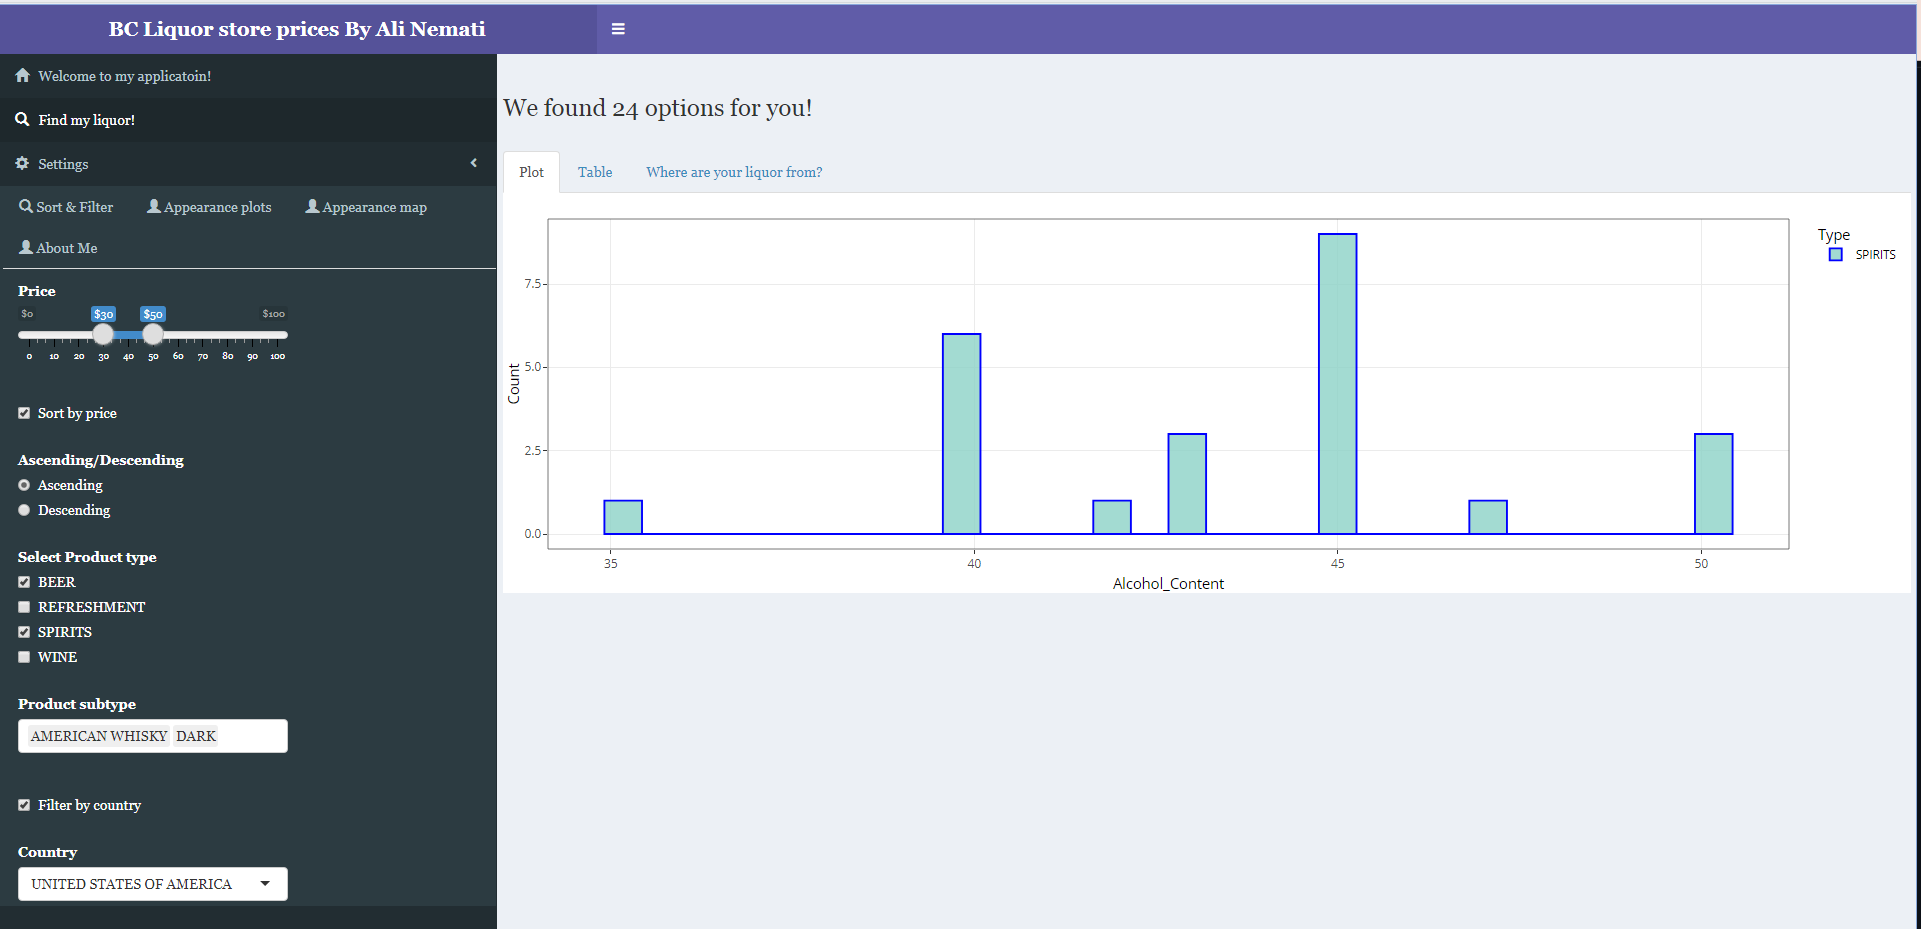 BC Liquor store prices By Ali Nemati
Welcome to my applicatoin!
Find my liquor!
Settings
Sort & Filter Appearance plots Appearance map
About Me
Price
$0 $30 $50 $100
0 10 20 30 40 50 60 70 80 90 100
Sort by price
Ascending/Descending
Ascending
Descending
Select Product type
BEER
REFRESHMENT
SPIRITS
WINE
Product subtype
AMERICAN WHISKY DARK
Filter by country
Country
UNITED STATES OF AMERICA
We found 24 options for you!
Plot Table Where are your liquor from?
Count
7.5
5.0
2.5
0.0
35 40 45 50
Alcohol_Content
Type
SPIRITS